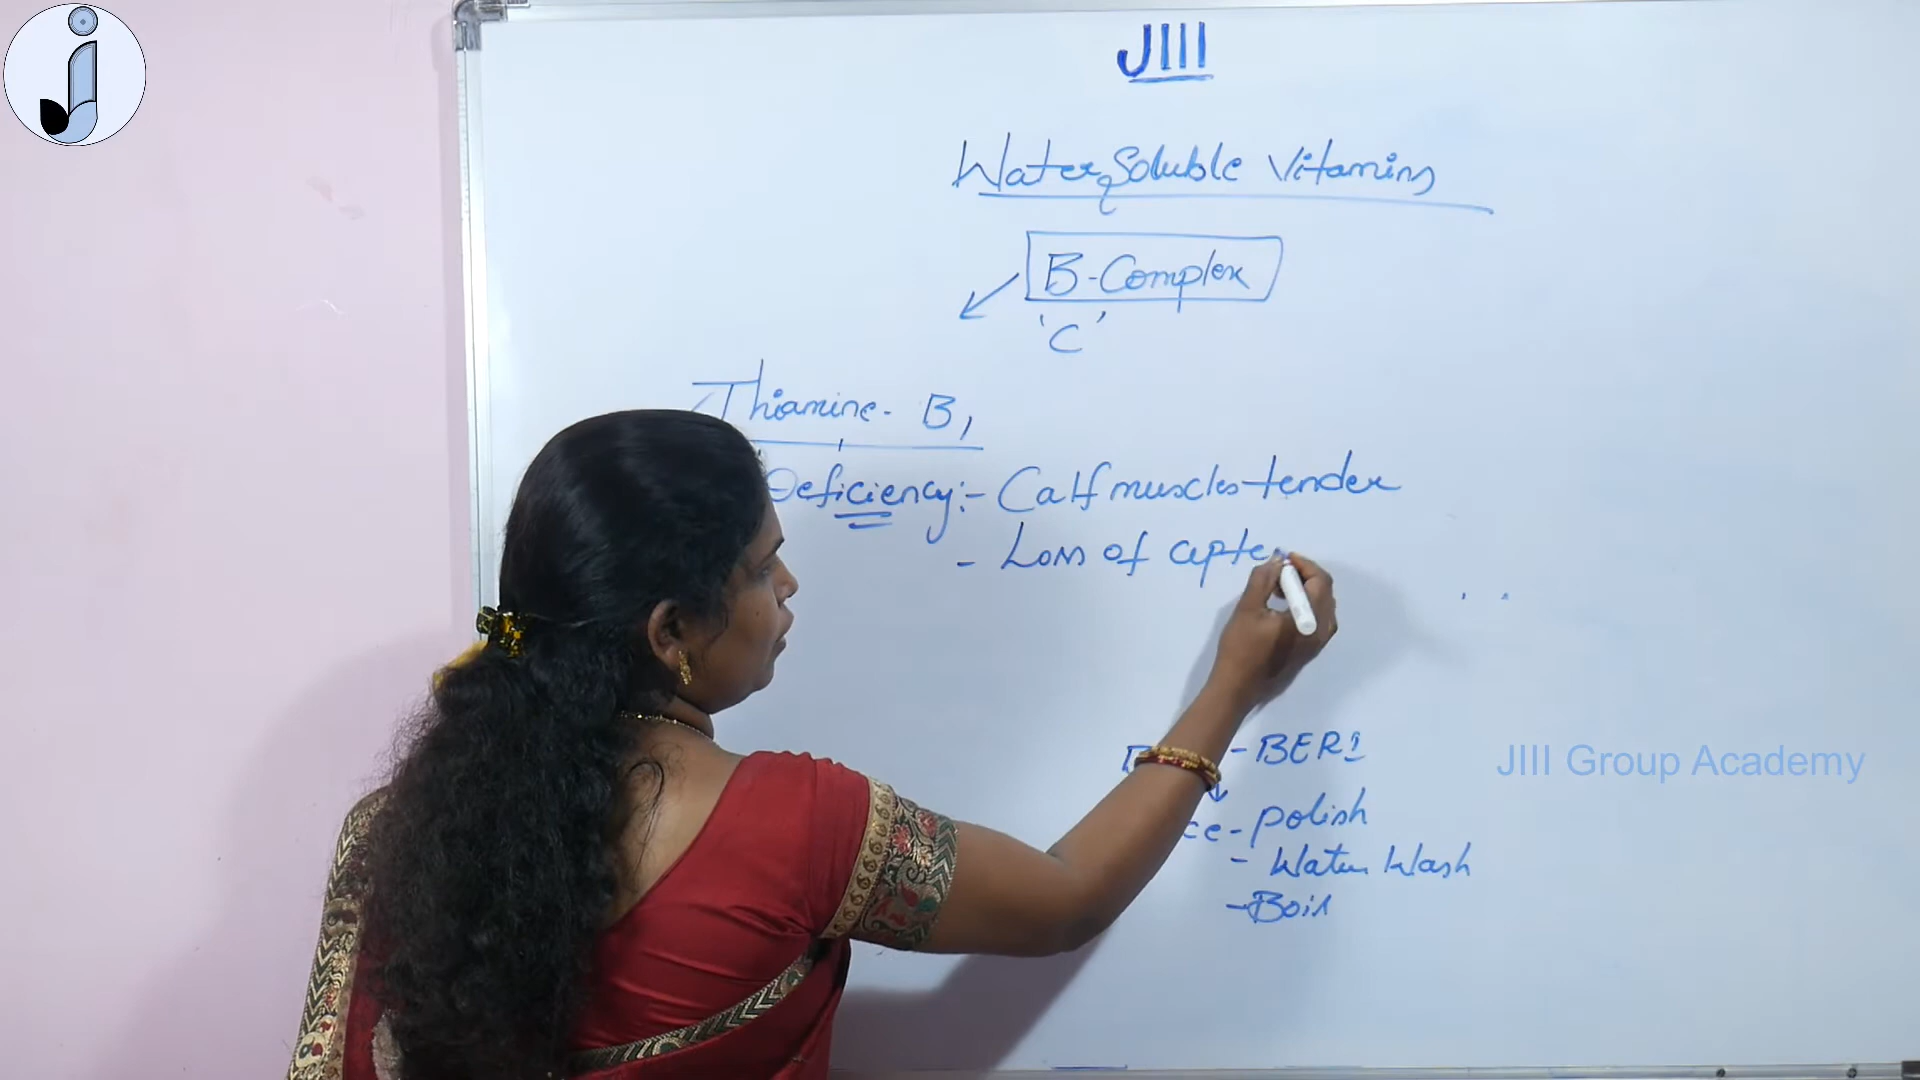 JIII
Water Soluble Vitamins
B-Complex
'C'
Thiamine - B1
Deficiency:- Calf muscles tender
- Loss of apte
- BERI
- Polish
- Water Wash
- Boil
JIII Group Academy